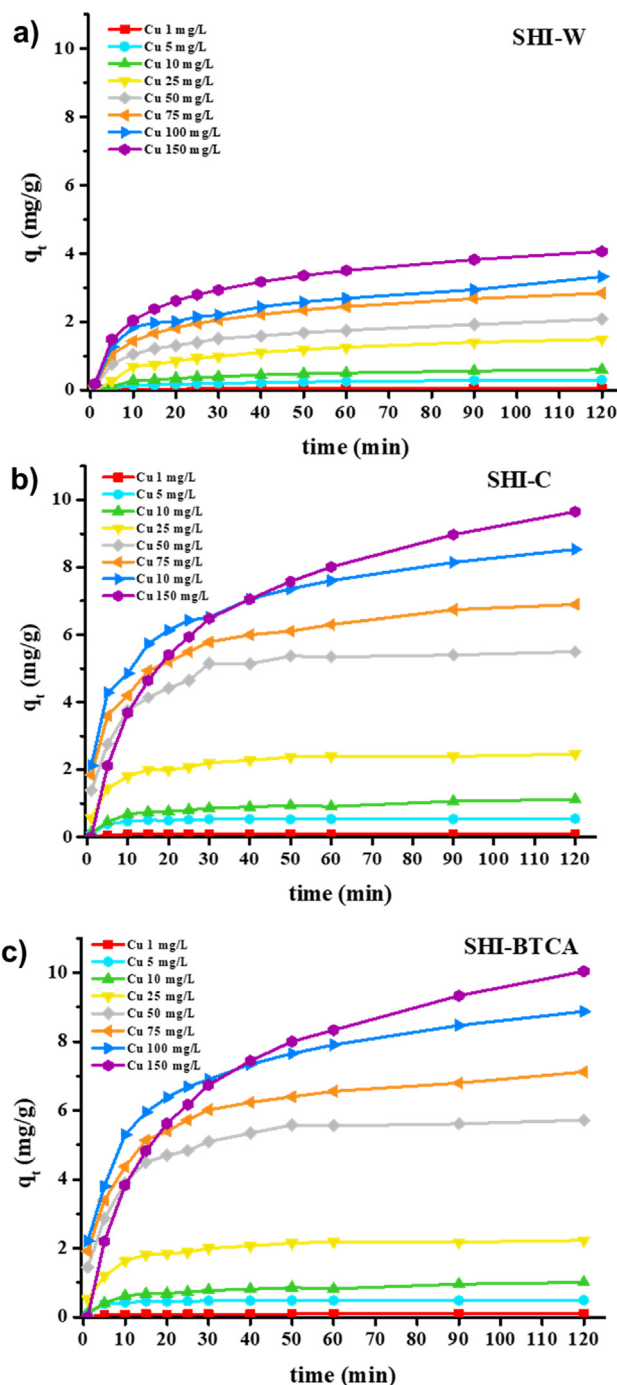 a)
SHI-W
Cu 1 mg/L
Cu 5 mg/L
Cu 10 mg/L
Cu 25 mg/L
Cu 50 mg/L
Cu 75 mg/L
Cu 100 mg/L
Cu 150 mg/L
10
8
6
4
2
0
qt (mg/g)
0 10 20 30 40 50 60 70 80 90 100 110 120
time (min)
b)
SHI-C
Cu 1 mg/L
Cu 5 mg/L
Cu 10 mg/L
Cu 25 mg/L
Cu 50 mg/L
Cu 75 mg/L
Cu 10 mg/L
Cu 150 mg/L
10
8
6
4
2
0
qt (mg/g)
0 10 20 30 40 50 60 70 80 90 100 110 120
time (min)
c)
SHI-BTCA
Cu 1 mg/L
Cu 5 mg/L
Cu 10 mg/L
Cu 25 mg/L
Cu 50 mg/L
Cu 75 mg/L
Cu 100 mg/L
Cu 150 mg/L
10
8
6
4
2
0
qt (mg/g)
0 10 20 30 40 50 60 70 80 90 100 110 120
time (min)